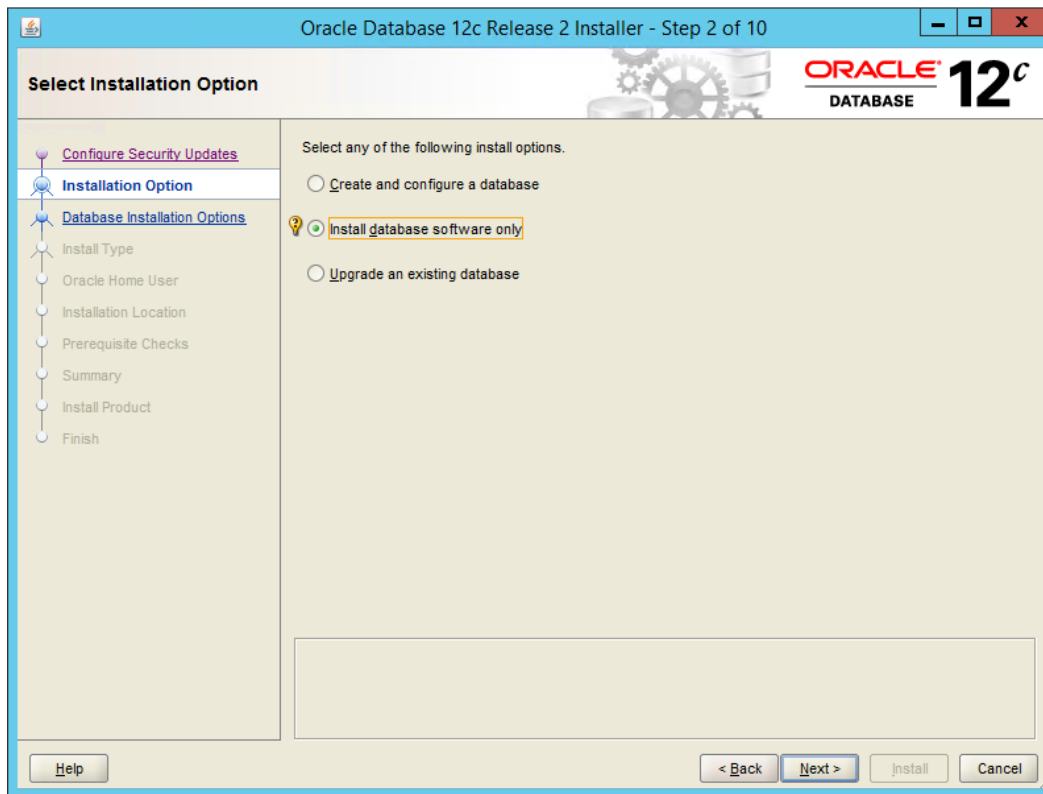 Oracle Database 12c Release 2 Installer - Step 2 of 10
Select Installation Option
ORACLE
DATABASE
12c
Configure Security Updates
Installation Option
Database Installation Options
Install Type
Oracle Home User
Installation Location
Prerequisite Checks
Summary
Install Product
Finish
Select any of the following install options.
Create and configure a database
Install database software only
Upgrade an existing database
Help
< Back
Next >
Install
Cancel